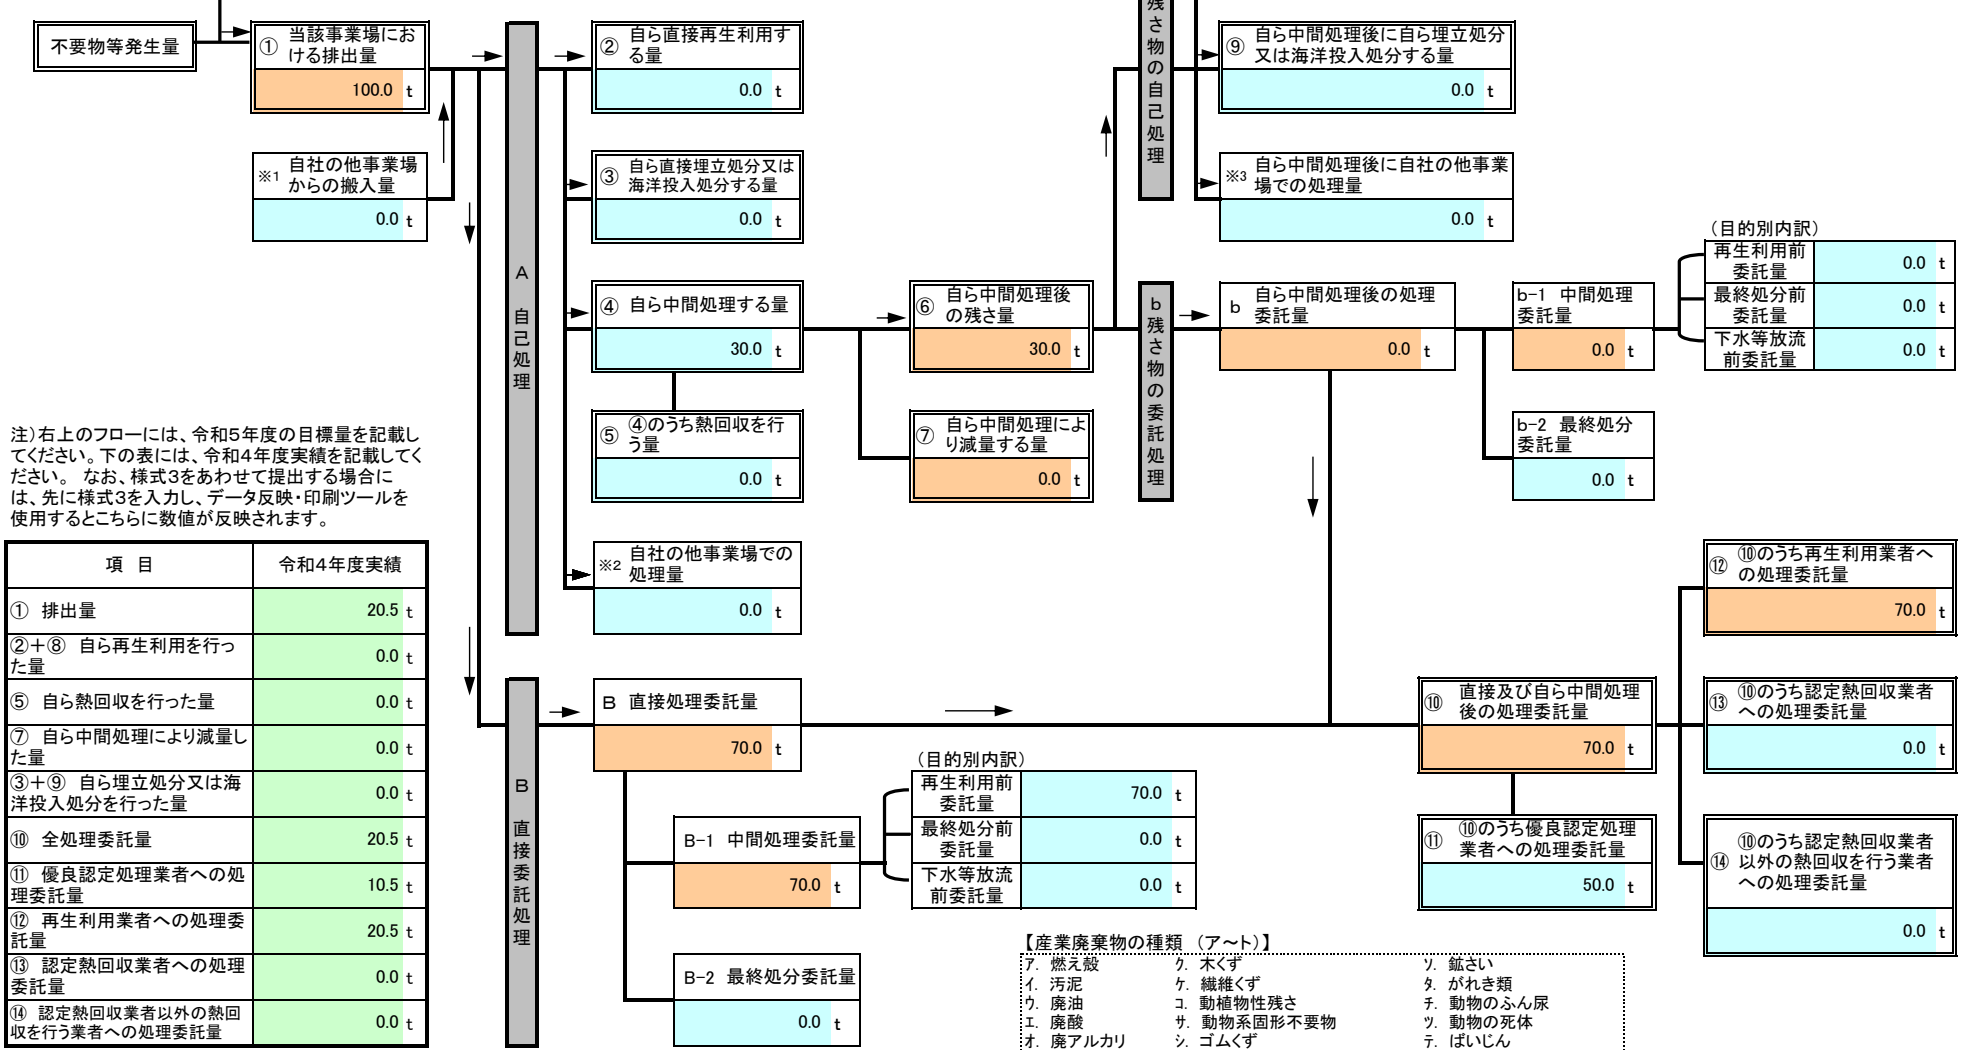 不要物等発生量
① 当該事業場にお
ける排出量
100.0 t
※1 自社の他事業場
からの搬入量
0.0 t
A 自己処理
② 自ら直接再生利用す
る量
0.0 t
③ 自ら直接埋立処分又は
海洋投入処分する量
0.0 t
④ 自ら中間処理する量
30.0 t
⑤ ④のうち熱回収を行
う量
0.0 t
※2 自社の他事業場での
処理量
0.0 t
⑥ 自ら中間処理後
の残さ量
30.0 t
⑦ 自ら中間処理によ
り減量する量
0.0 t
残さ物の自己処理
⑨ 自ら中間処理後に自ら埋立処分
又は海洋投入処分する量
0.0 t
※3 自ら中間処理後に自社の他事業
場での処理量
0.0 t
b 残さ物の委託処理
b 自ら中間処理後の処理
委託量
0.0 t
b-1 中間処理
委託量
0.0 t
(目的別内訳)
再生利用前
委託量
0.0 t
最終処分前
委託量
0.0 t
下水等放流
前委託量
0.0 t
b-2 最終処分
委託量
0.0 t
注)右上のフローには、令和5年度の目標量を記載し
てください。下の表には、令和4年度実績を記載してく
ださい。 なお、様式3をあわせて提出する場合に
は、先に様式3を入力し、データ反映・印刷ツールを
使用するとこちらに数値が反映されます。
項 目 令和4年度実績
① 排出量 20.5 t
②+⑧ 自ら再生利用を行っ
た量 0.0 t
⑤ 自ら熱回収を行った量 0.0 t
⑦ 自ら中間処理により減量し
た量 0.0 t
③+⑨ 自ら埋立処分又は海
洋投入処分を行った量 0.0 t
⑩ 全処理委託量 20.5 t
⑪ 優良認定処理業者への処
理委託量 10.5 t
⑫ 再生利用業者への処理委
託量 20.5 t
⑬ 認定熱回収業者への処理
委託量 0.0 t
⑭ 認定熱回収業者以外の熱回
収を行う業者への処理委託量 0.0 t
B 直接委託処理
B 直接処理委託量
70.0 t
B-1 中間処理委託量
70.0 t
B-2 最終処分委託量
0.0 t
(目的別内訳)
再生利用前
委託量
70.0 t
最終処分前
委託量
0.0 t
下水等放流
前委託量
0.0 t
⑩ 直接及び自ら中間処理
後の処理委託量
70.0 t
⑪ ⑩のうち優良認定処理
業者への処理委託量
50.0 t
⑫ ⑩のうち再生利用業者へ
の処理委託量
70.0 t
⑬ ⑩のうち認定熱回収業者
への処理委託量
0.0 t
⑭ ⑩のうち認定熱回収業者
以外の熱回収を行う業者
への処理委託量
0.0 t
【産業廃棄物の種類 (ア~ト)】
ア. 燃え殻 ク. 木くず ソ. 鉱さい
イ. 汚泥 ケ. 繊維くず タ. がれき類
ウ. 廃油 コ. 動植物性残さ チ. 動物のふん尿
エ. 廃酸 サ. 動物系固形不要物 ツ. 動物の死体
オ. 廃アルカリ シ. ゴムくず テ. ばいじん